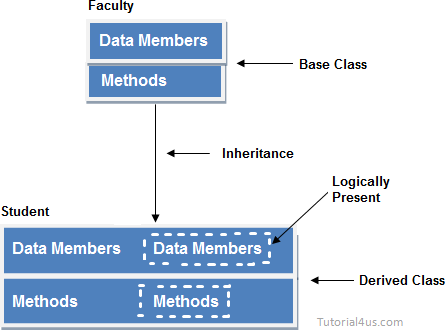 Faculty
Data Members
Base Class
Methods
Inheritance
Logically
Present
Student
Data Members Data Members
Derived Class
Methods Methods
Tutorial4us.com